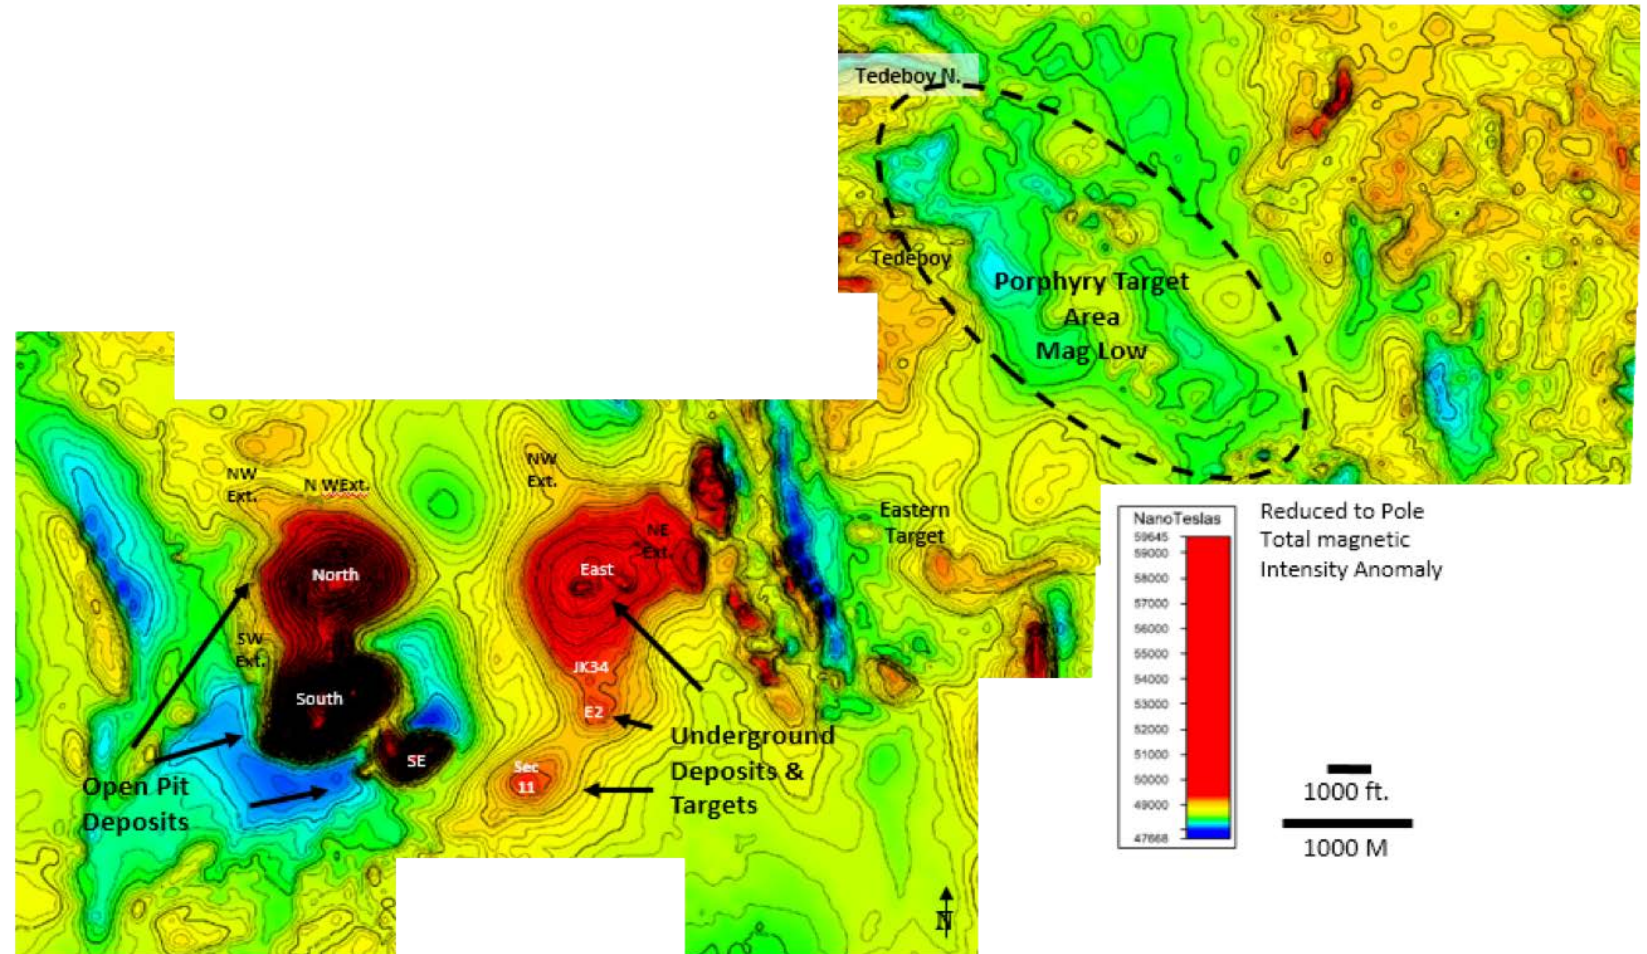 Tedeboy N.
Tedeboy
Porphyry Target
Area
Mag Low
NW
Ext.
N WExt.
NW
Ext.
NE
Ext.
Eastern
Target
North
East
SW
Ext.
South
JK34
E2
SE
Sec
11
Open Pit
Deposits
Underground
Deposits &
Targets
N
NanoTeslas
59645
59000
58000
57000
56000
55000
54000
53000
52000
51000
50000
49000
47668
Reduced to Pole
Total magnetic
Intensity Anomaly
1000 ft.
1000 M